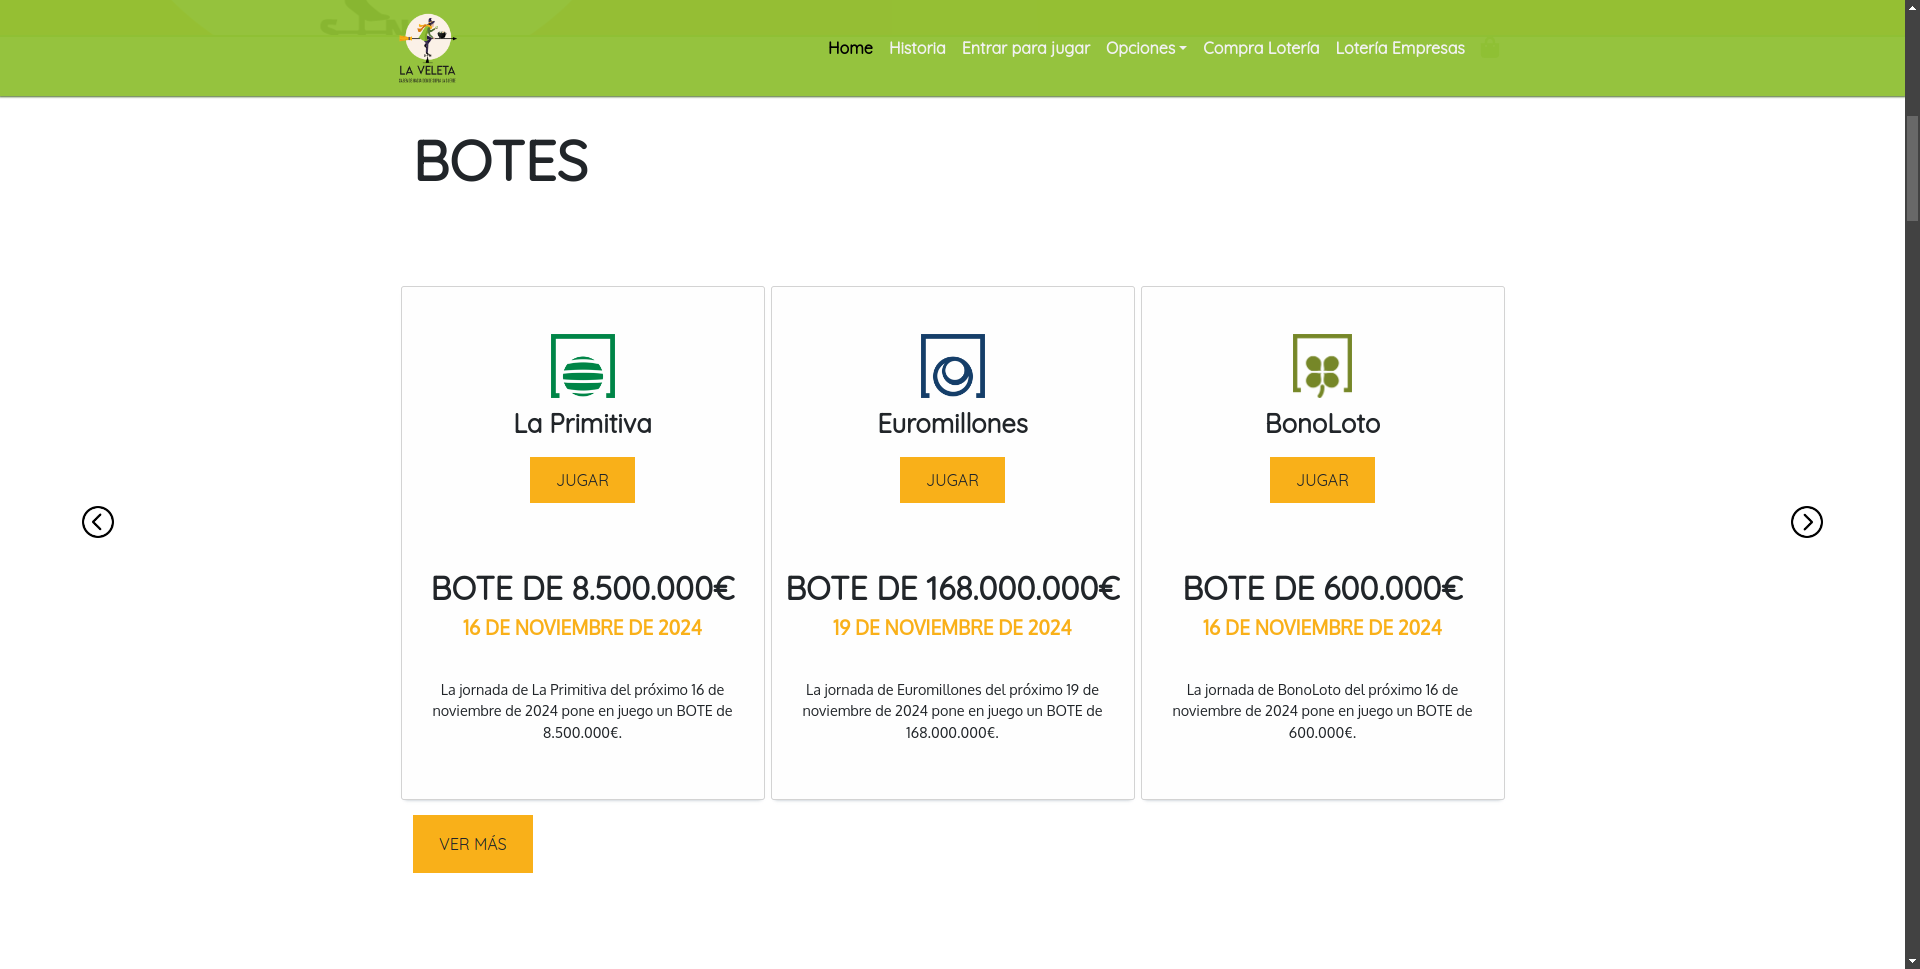 LA VELETA
Home
Historia
Entrar para jugar
Opciones
Compra Lotería
Lotería Empresas
BOTES
La Primitiva
JUGAR
BOTE DE 8.500.000€
16 DE NOVIEMBRE DE 2024
La jornada de La Primitiva del próximo 16 de
noviembre de 2024 pone en juego un BOTE de
8.500.000€.
Euromillones
JUGAR
BOTE DE 168.000.000€
19 DE NOVIEMBRE DE 2024
La jornada de Euromillones del próximo 19 de
noviembre de 2024 pone en juego un BOTE de
168.000.000€.
BonoLoto
JUGAR
BOTE DE 600.000€
16 DE NOVIEMBRE DE 2024
La jornada de BonoLoto del próximo 16 de
noviembre de 2024 pone en juego un BOTE de
600.000€.
VER MÁS